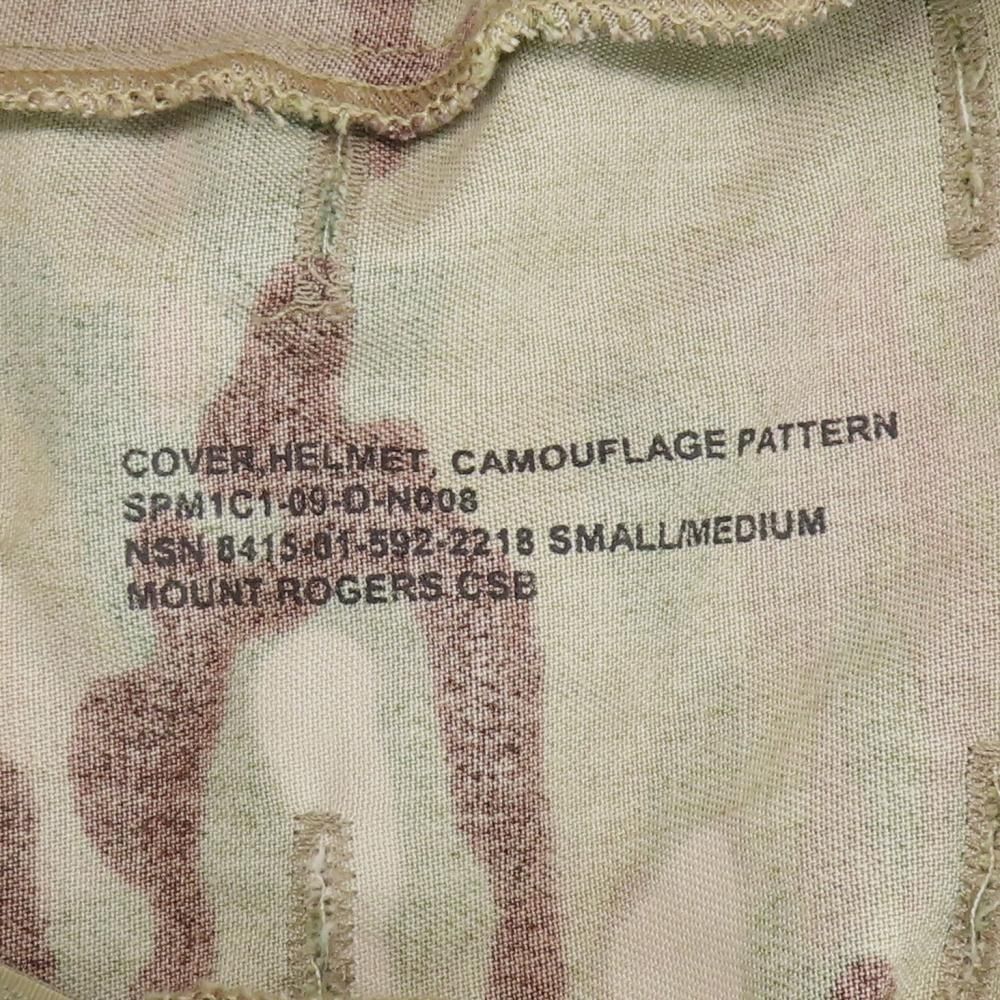 COVER, HELMET, CAMOUFLAGE PATTERN
SPM1C1-09-D-N008
NSN 8415-01-592-2218 SMALL/MEDIUM
MOUNT ROGERS CSB